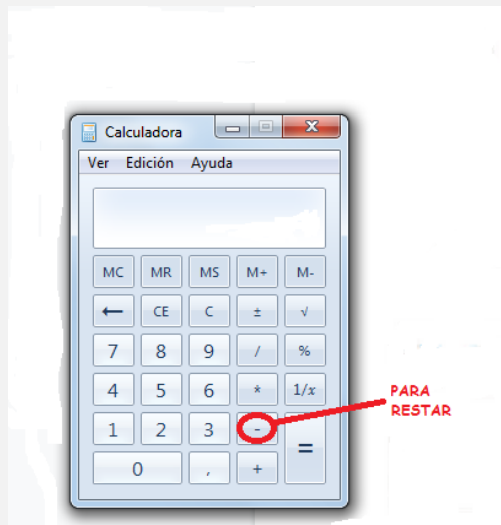 Calculadora
Ver Edición Ayuda
MC MR MS M+ M-
← CE C ± √
7 8 9 / %
4 5 6 * 1/x
PARA
RESTAR
1 2 3 - =
0 , +